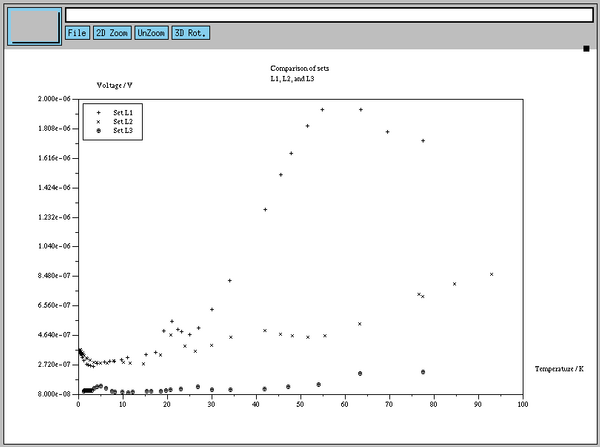 File 2D Zoom UnZoom 3D Rot.
Comparison of sets
L1, L2, and L3
Voltage / V
2.000e-06
Set L1
Set L2
Set L3
1.808e-06
1.616e-06
1.424e-06
1.232e-06
1.040e-06
8.480e-07
6.560e-07
4.640e-07
2.720e-07
8.000e-08
Temperature / K
0 10 20 30 40 50 60 70 80 90 100